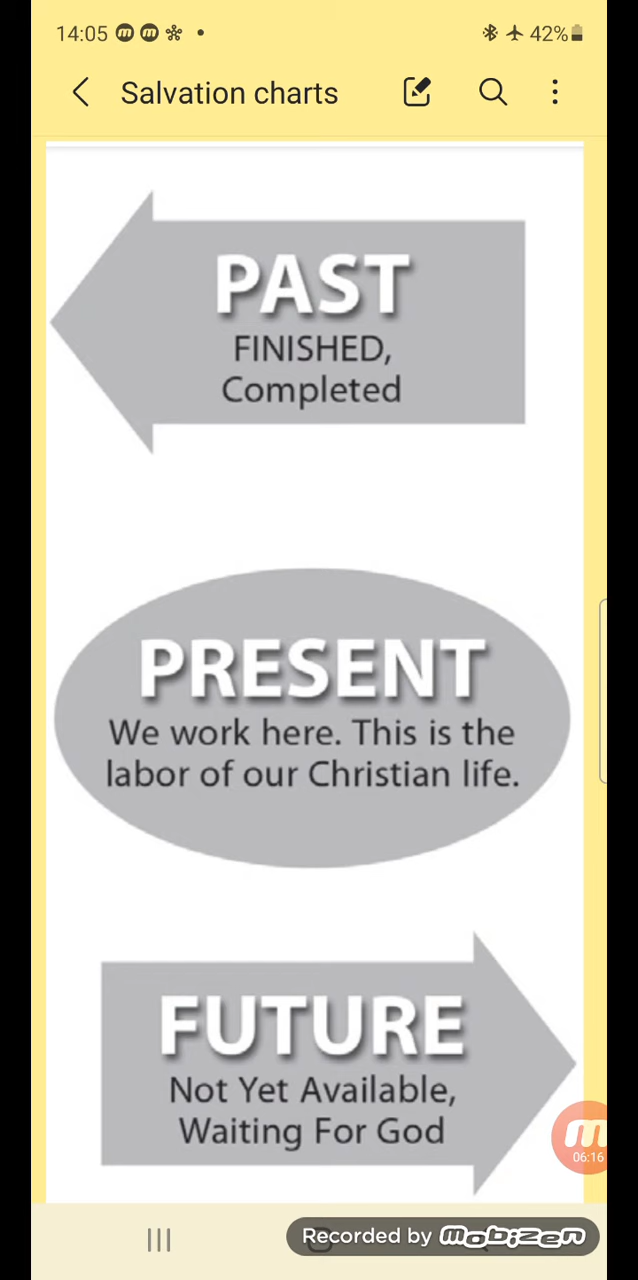 14:05
42%
Salvation charts
PAST
FINISHED,
Completed
PRESENT
We work here. This is the
labor of our Christian life.
FUTURE
Not Yet Available,
Waiting For God
06:16
Recorded by mobizen